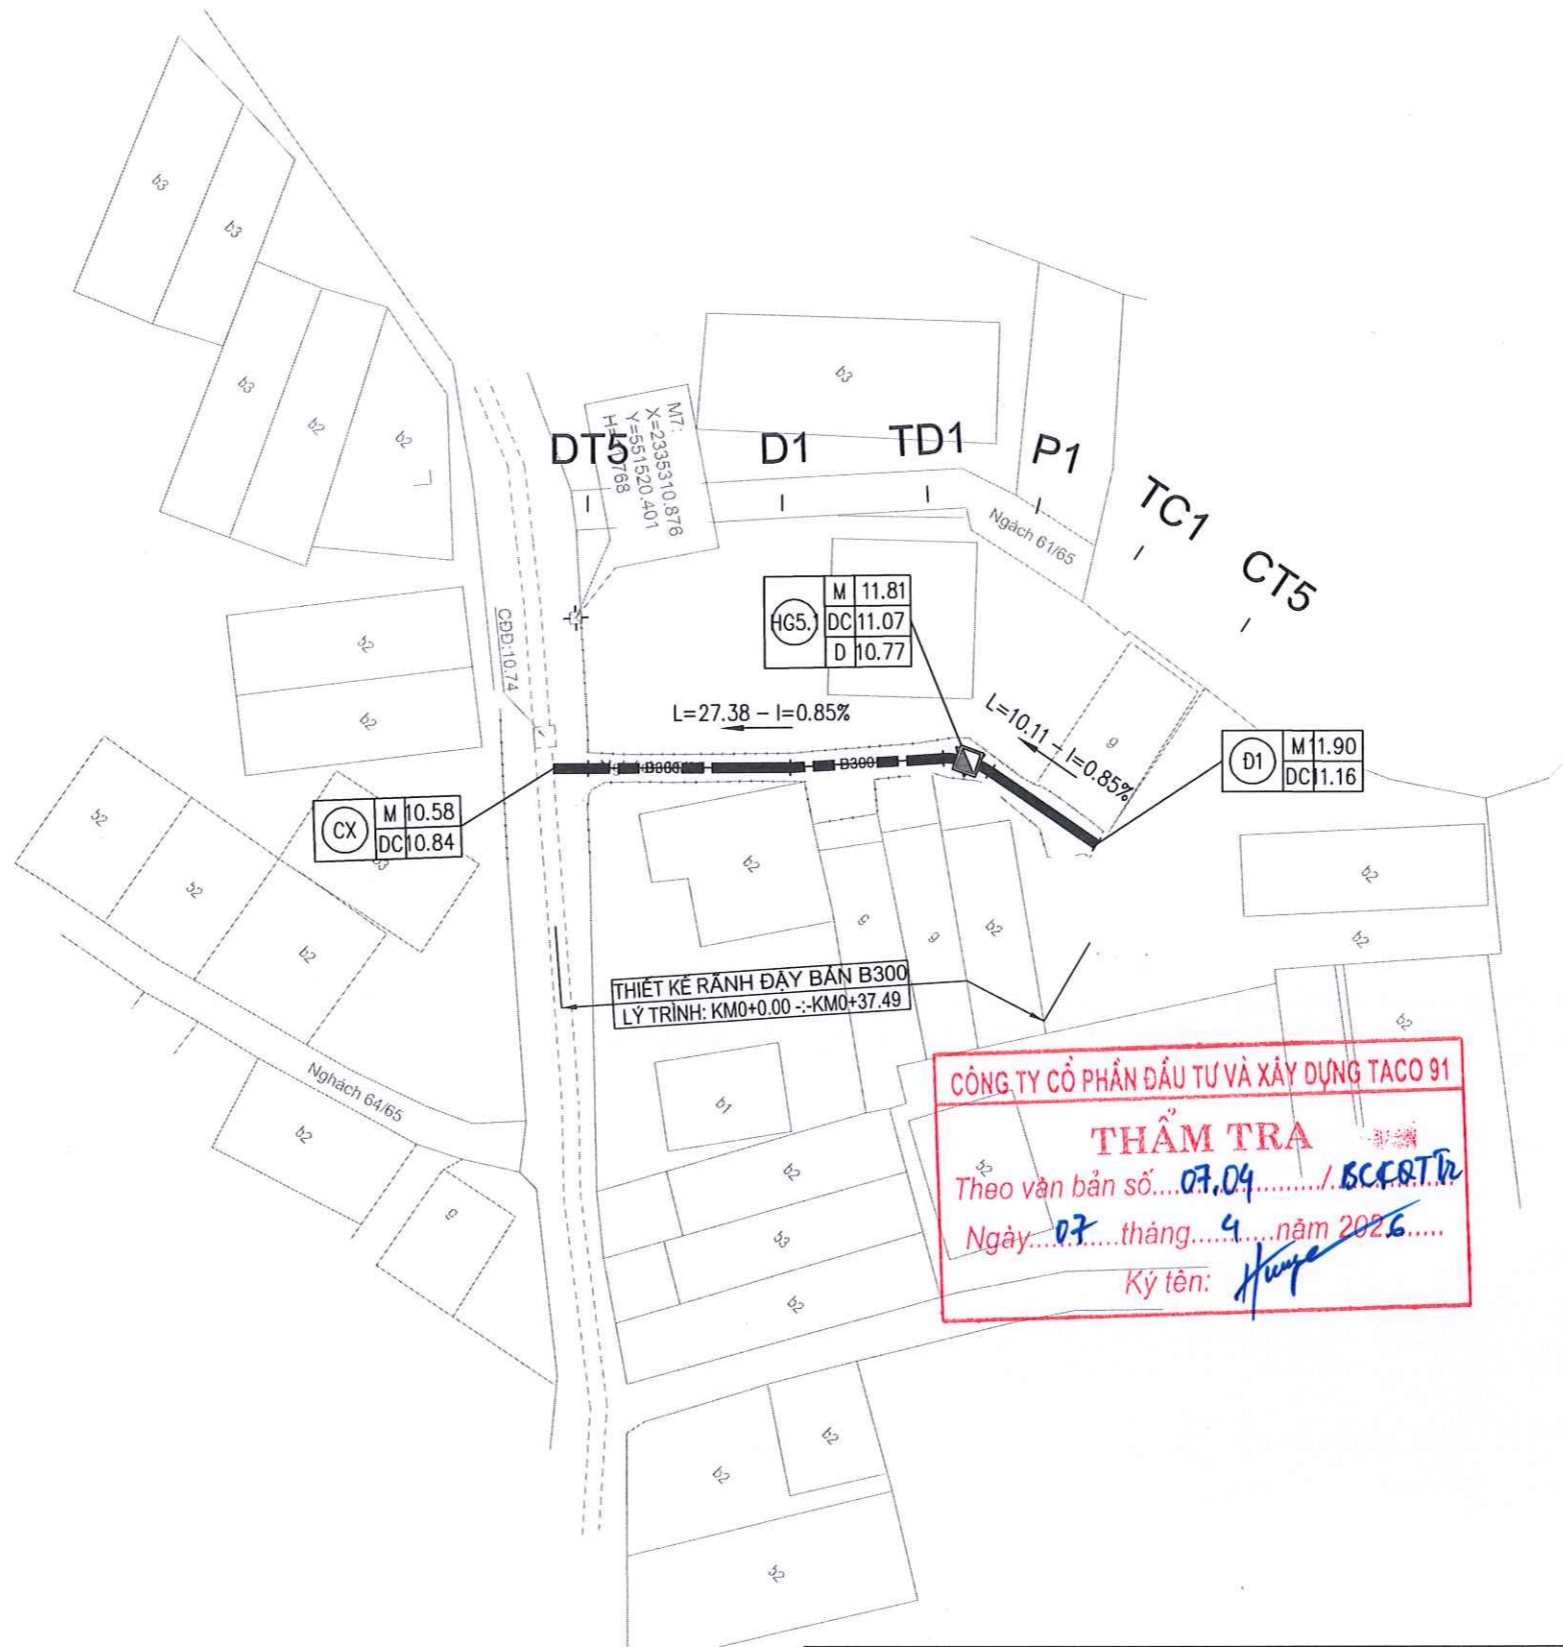 b3
b3
b3
b2
b2
b3
M7:
X=2335310.876
Y=551520.401
DT5
D1
TD1
P1
TC1
CT5
Ngách 61/65
HG5.1
M 11.81
DC 11.07
D 10.77
CĐD:10.74
b2
b2
L=27.38 – I=0.85%
L=10.11 – I=0.85%
g
Đ1
M 11.90
DC 11.16
B300
B300
CX
M 10.58
DC 10.84
b3
b2
b2
b2
b2
g
g
b2
b2
b2
b2
THIẾT KẾ RÃNH ĐẬY BẢN B300
LÝ TRÌNH: KM0+0.00 -:-KM0+37.49
Nghách 64/65
b1
b2
g
b2
b3
b2
b2
CÔNG TY CỔ PHẦN ĐẦU TƯ VÀ XÂY DỰNG TACO 91
THẨM TRA
Theo văn bản số....07.04........../.BCKQTTr
Ngày....07....tháng....4....năm 2026.....
Ký tên:
b2
b2
b2